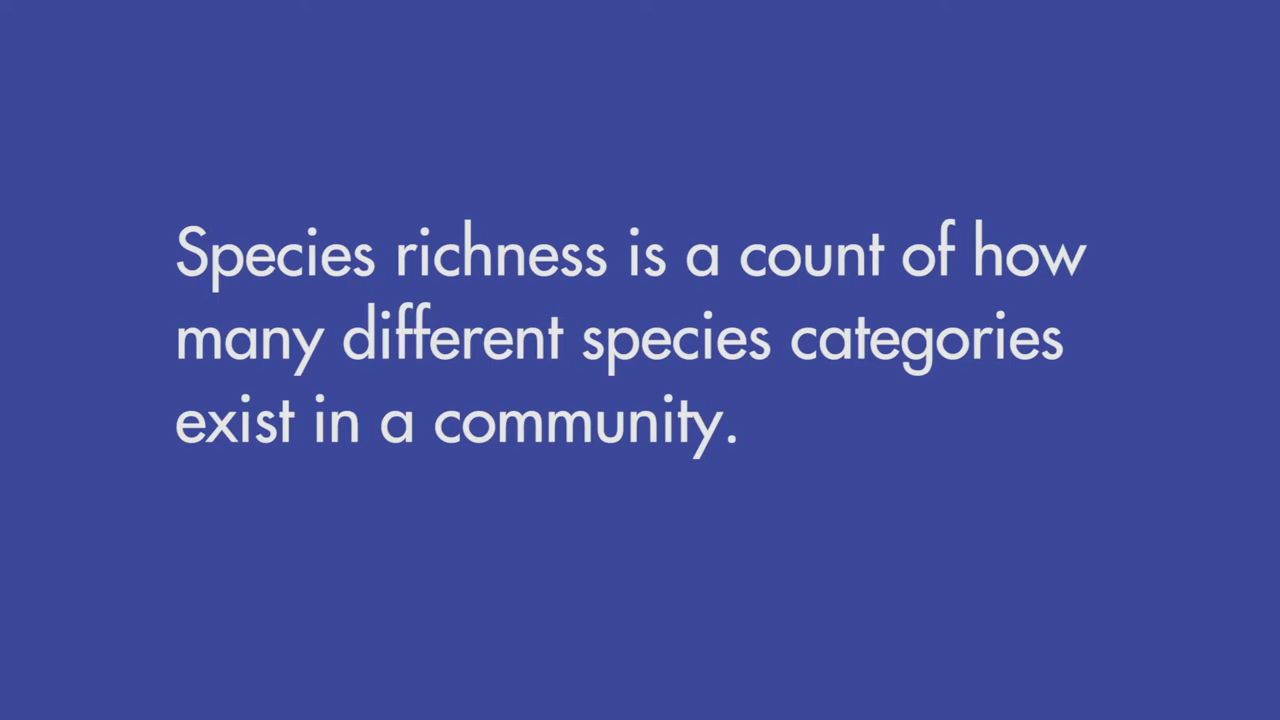 Species richness is a count of how
many different species categories
exist in a community.